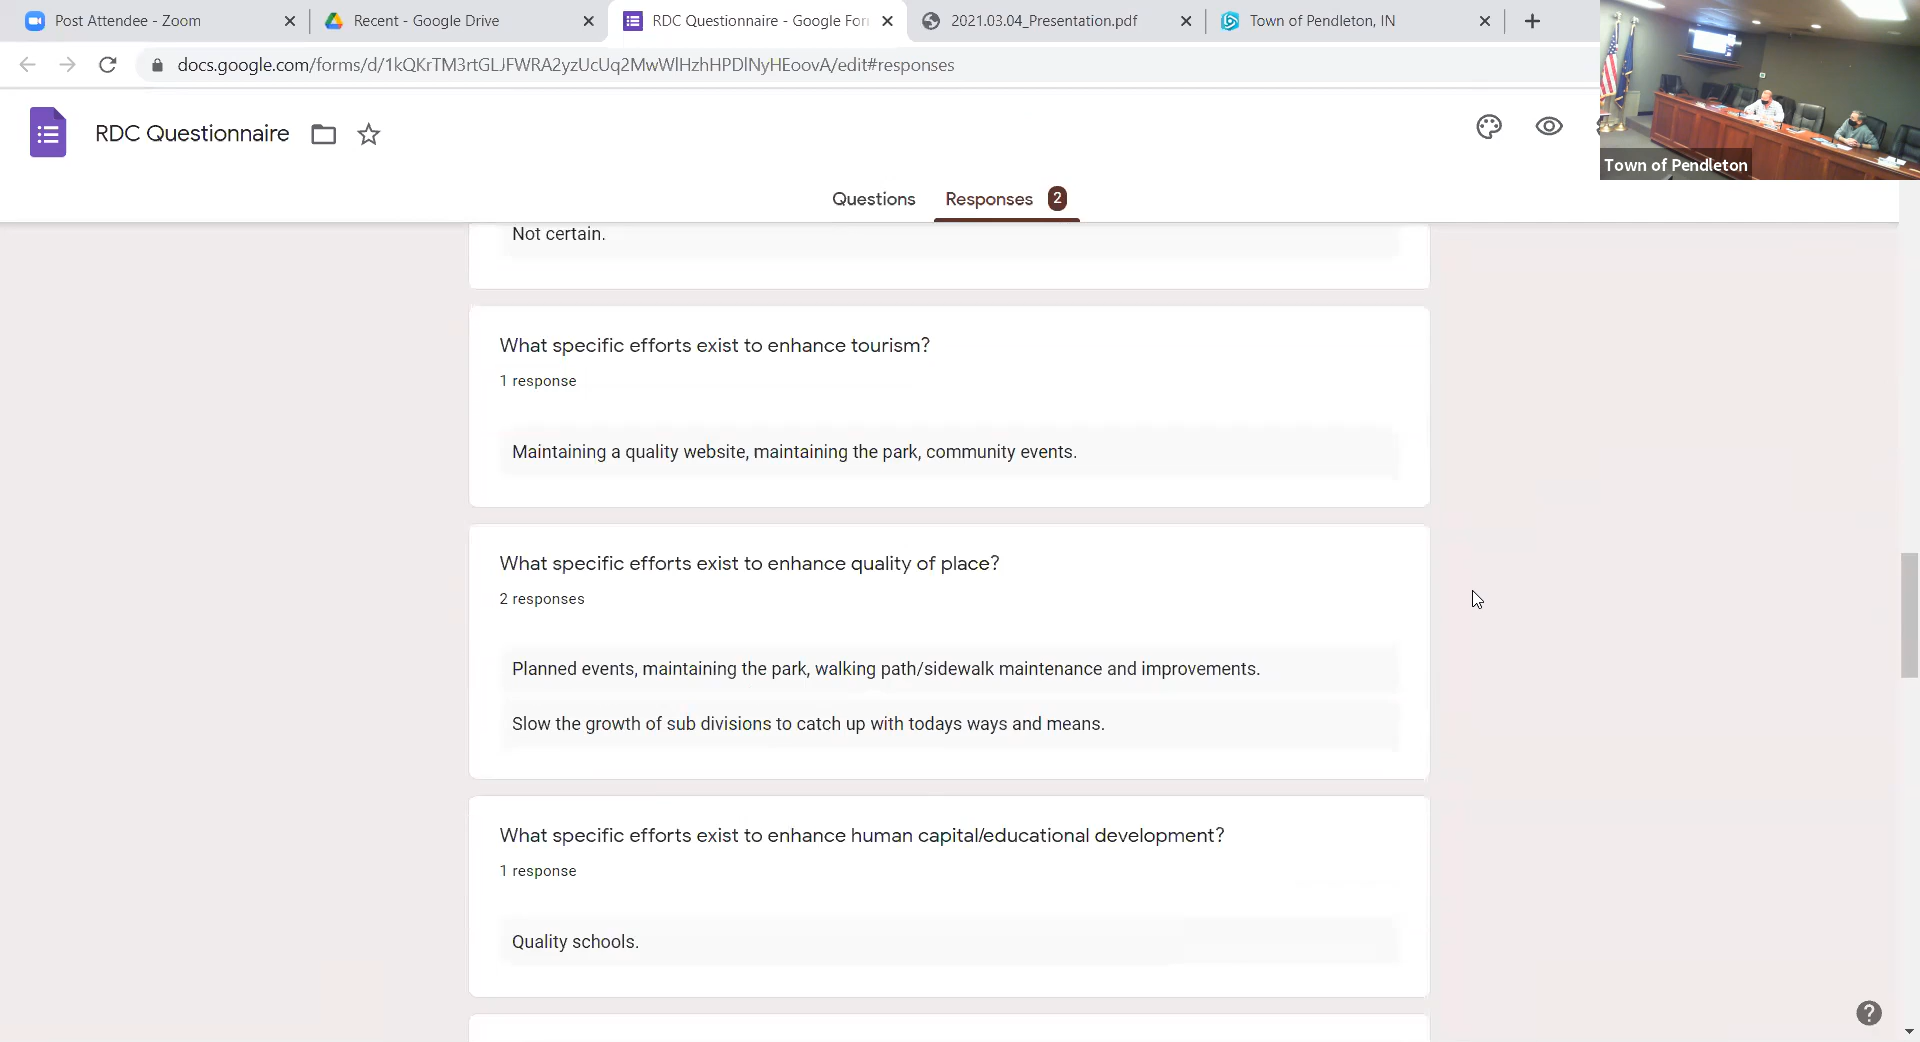 Post Attendee - Zoom
Recent - Google Drive
RDC Questionnaire - Google For
2021.03.04_Presentation.pdf
Town of Pendleton, IN
docs.google.com/forms/d/1kQKrTM3rtGLJFWRA2yzUcUq2MwWlHzhHPDlNyHEoovA/edit#responses
RDC Questionnaire
Town of Pendleton
Questions
Responses 2
Not certain.
What specific efforts exist to enhance tourism?
1 response
Maintaining a quality website, maintaining the park, community events.
What specific efforts exist to enhance quality of place?
2 responses
Planned events, maintaining the park, walking path/sidewalk maintenance and improvements.
Slow the growth of sub divisions to catch up with todays ways and means.
What specific efforts exist to enhance human capital/educational development?
1 response
Quality schools.